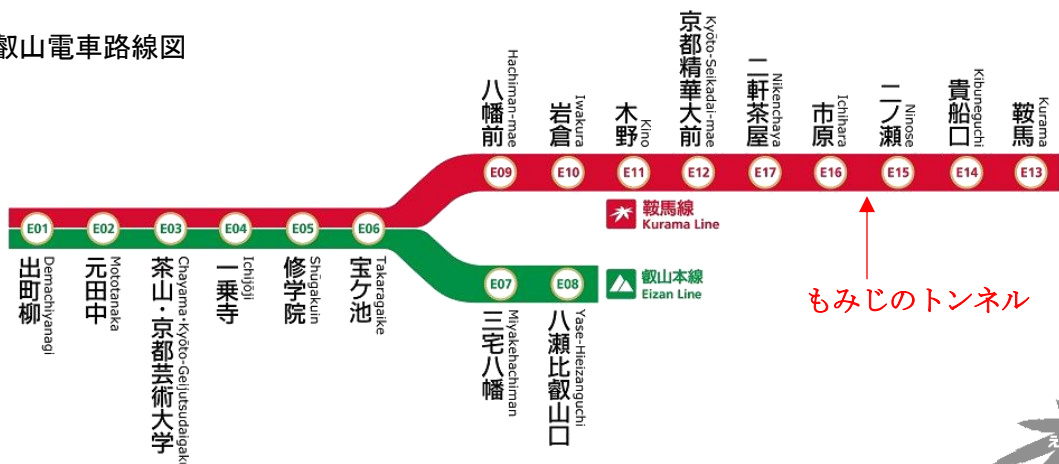 叡山電車路線図
八幡前
Hachiman-mae
岩倉
Iwakura
木野
Kino
京都精華大前
Kyōto-Seikadai-mae
二軒茶屋
Nikenchaya
市原
Ichihara
二ノ瀬
Ninose
貴船口
Kibuneguchi
鞍馬
Kurama
E09
E10
E11
E12
E17
E16
E15
E14
E13
鞍馬線
Kurama Line
E01
E02
E03
E04
E05
E06
出町柳
Demachiyanagi
元田中
Mototanaka
茶山・京都芸術大学
Chayama・Kyōto-Geijutsudaigaku
一乗寺
Ichijōji
修学院
Shūgakuin
宝ケ池
Takaragaike
E07
E08
叡山本線
Eizan Line
三宅八幡
Miyakehachiman
八瀬比叡山口
Yase-Hieizanguchi
もみじのトンネル
え